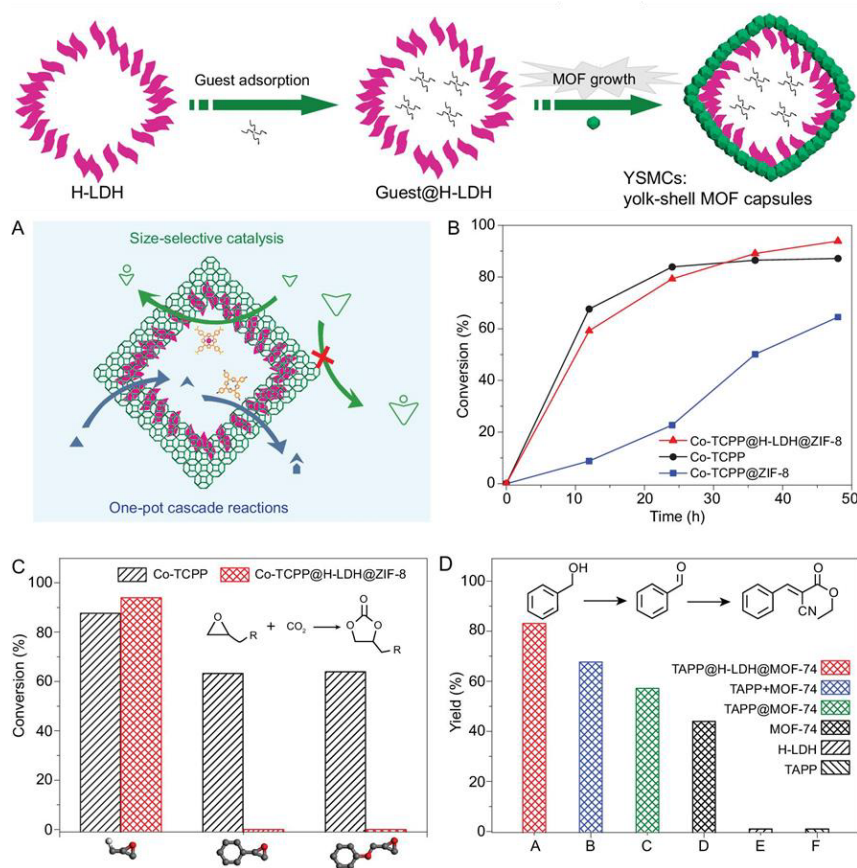 Guest adsorption
MOF growth
H-LDH
Guest@H-LDH
YSMCs:
yolk-shell MOF capsules
A
Size-selective catalysis
One-pot cascade reactions
B
Conversion (%)
100
80
60
40
20
0
Co-TCPP@H-LDH@ZIF-8
Co-TCPP
Co-TCPP@ZIF-8
0 10 20 30 40 50
Time (h)
C
Conversion (%)
100
80
60
40
20
0
Co-TCPP
Co-TCPP@H-LDH@ZIF-8
O
R
+ CO2
O
O O
R
D
Yield (%)
100
80
60
40
20
0
OH
O
O
O
CN
TAPP@H-LDH@MOF-74
TAPP+MOF-74
TAPP@MOF-74
MOF-74
H-LDH
TAPP
A B C D E F